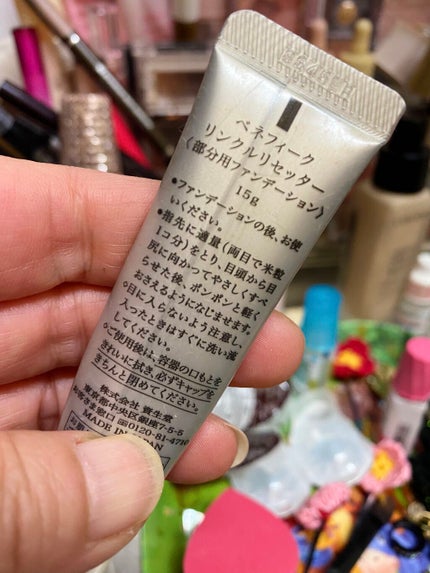 ベネフィーク
リンクルリセッター
〈部分用ファンデーション〉
15g
●ファンデーションの後、お使
いください。
●指先に適量(両目で米粒
1コ分)をとり、目頭から目
尻に向かってやさしくすべ
らせた後、ポンポンと軽く
おさえるようになじませます。
○目に入らないよう注意し、
入ったときはすぐに洗い流
してください。
○ご使用後は、容器の口もとを
きれいに拭き、必ずキャップを
きちんと閉めてください。
株式会社 資生堂
東京都中央区銀座7-5-5
お客さま窓口 0120-81-4710
MADE IN JAPAN